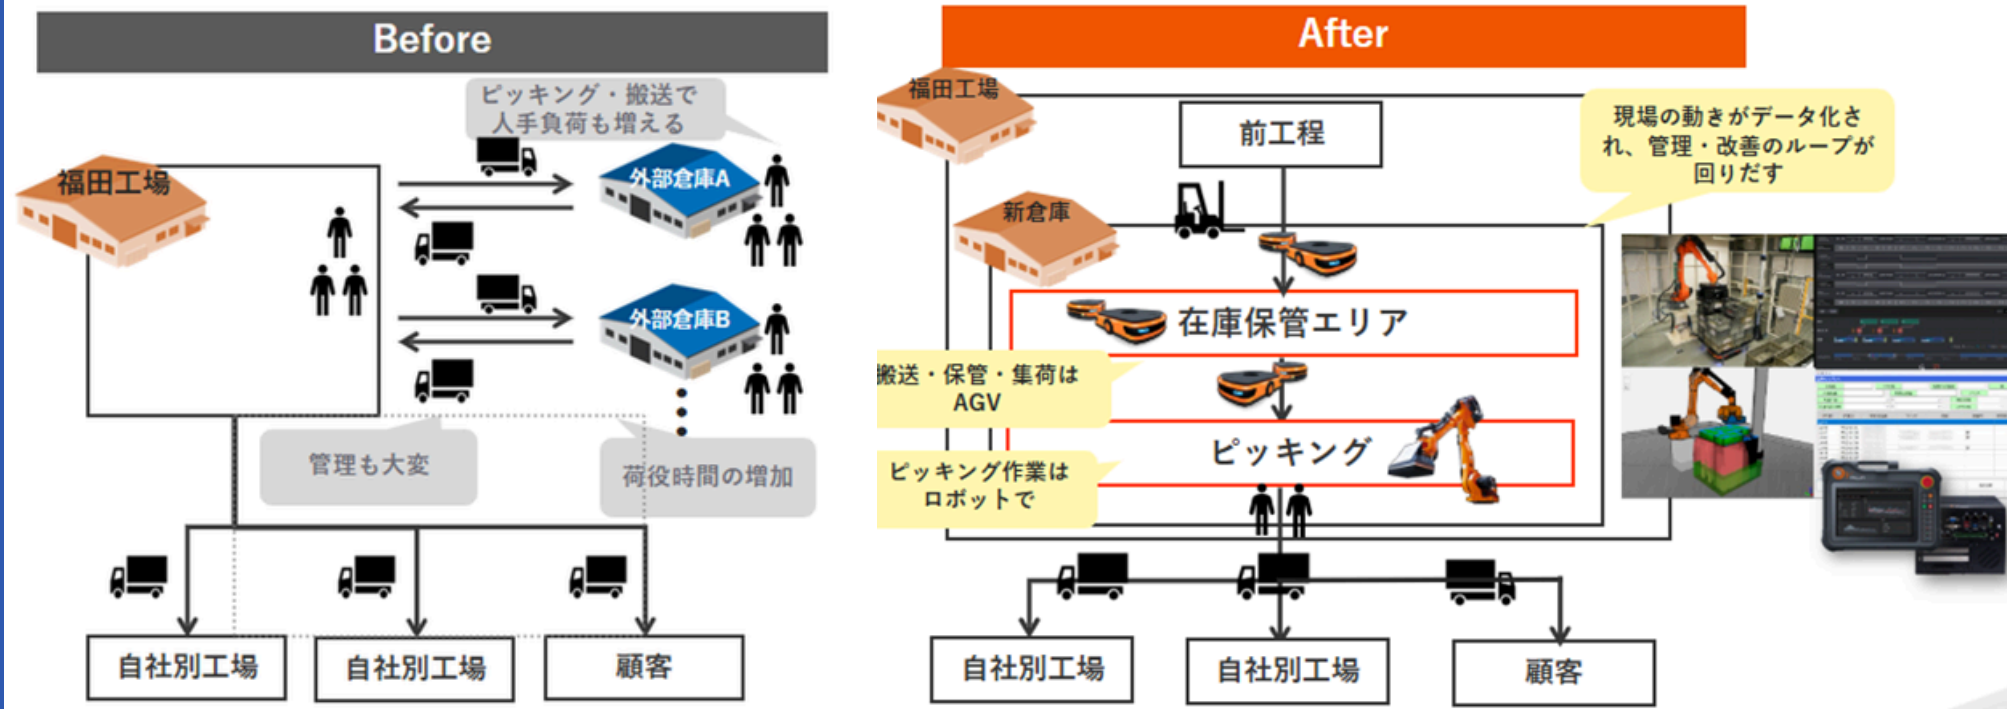 Before
ピッキング・搬送で
人手負荷も増える
福田工場
外部倉庫A
外部倉庫B
管理も大変
荷役時間の増加
自社別工場
自社別工場
顧客
After
福田工場
前工程
現場の動きがデータ化さ
れ、管理・改善のループが
回りだす
新倉庫
在庫保管エリア
搬送・保管・集荷は
AGV
ピッキング
ピッキング作業は
ロボットで
自社別工場
自社別工場
顧客